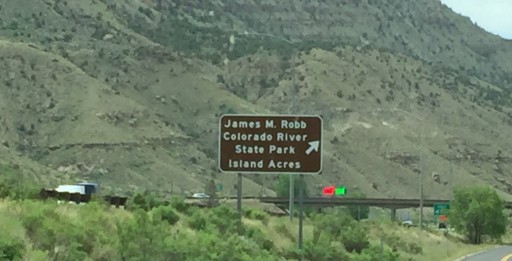 James M. Robb
Colorado River
State Park
Island Acres